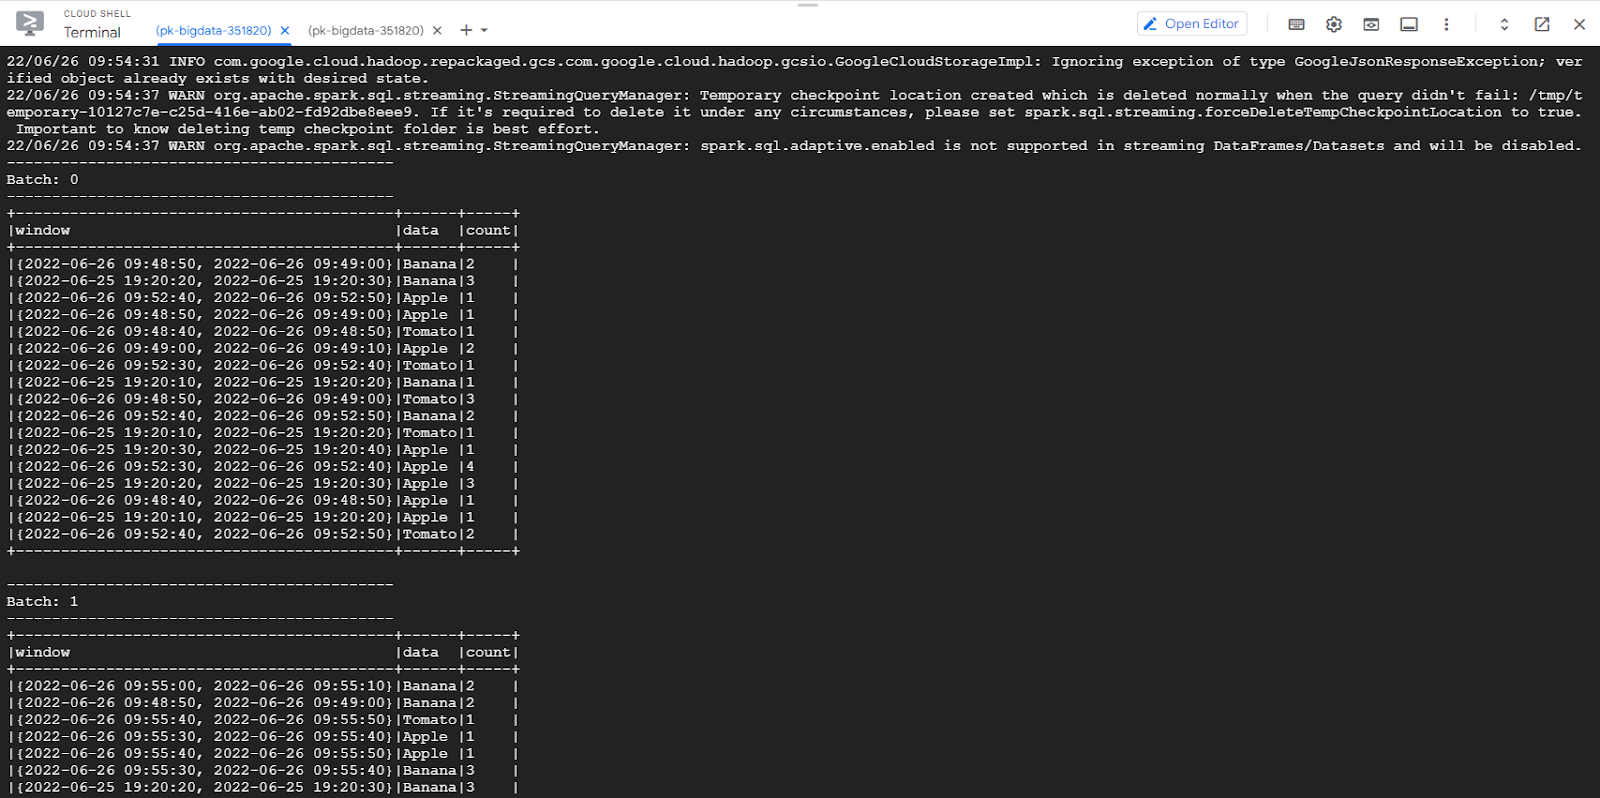 CLOUD SHELL
Terminal
(pk-bigdata-351820)
(pk-bigdata-351820)
Open Editor
22/06/26 09:54:31 INFO com.google.cloud.hadoop.repackaged.gcs.com.google.cloud.hadoop.gcsio.GoogleCloudStorageImpl: Ignoring exception of type GoogleJsonResponseException; ver
ified object already exists with desired state.
22/06/26 09:54:37 WARN org.apache.spark.sql.streaming.StreamingQueryManager: Temporary checkpoint location created which is deleted normally when the query didn't fail: /tmp/t
emporary-10127c7e-c25d-416e-ab02-fd92dbe8eee9. If it's required to delete it under any circumstances, please set spark.sql.streaming.forceDeleteTempCheckpointLocation to true.
 Important to know deleting temp checkpoint folder is best effort.
22/06/26 09:54:37 WARN org.apache.spark.sql.streaming.StreamingQueryManager: spark.sql.adaptive.enabled is not supported in streaming DataFrames/Datasets and will be disabled.
-------------------------------------------
Batch: 0
-------------------------------------------
+------------------------------------------+------+-----+
|window                                    |data  |count|
+------------------------------------------+------+-----+
|{2022-06-26 09:48:50, 2022-06-26 09:49:00}|Banana|2    |
|{2022-06-25 19:20:20, 2022-06-25 19:20:30}|Banana|3    |
|{2022-06-26 09:52:40, 2022-06-26 09:52:50}|Apple |1    |
|{2022-06-26 09:48:50, 2022-06-26 09:49:00}|Apple |1    |
|{2022-06-26 09:48:40, 2022-06-26 09:48:50}|Tomato|1    |
|{2022-06-26 09:49:00, 2022-06-26 09:49:10}|Apple |2    |
|{2022-06-26 09:52:30, 2022-06-26 09:52:40}|Tomato|1    |
|{2022-06-25 19:20:10, 2022-06-25 19:20:20}|Banana|1    |
|{2022-06-26 09:48:50, 2022-06-26 09:49:00}|Tomato|3    |
|{2022-06-26 09:52:40, 2022-06-26 09:52:50}|Banana|2    |
|{2022-06-25 19:20:10, 2022-06-25 19:20:20}|Tomato|1    |
|{2022-06-25 19:20:30, 2022-06-25 19:20:40}|Apple |1    |
|{2022-06-26 09:52:30, 2022-06-26 09:52:40}|Apple |4    |
|{2022-06-25 19:20:20, 2022-06-25 19:20:30}|Apple |3    |
|{2022-06-26 09:48:40, 2022-06-26 09:48:50}|Apple |1    |
|{2022-06-25 19:20:10, 2022-06-25 19:20:20}|Apple |1    |
|{2022-06-26 09:52:40, 2022-06-26 09:52:50}|Tomato|2    |
+------------------------------------------+------+-----+
-------------------------------------------
Batch: 1
-------------------------------------------
+------------------------------------------+------+-----+
|window                                    |data  |count|
+------------------------------------------+------+-----+
|{2022-06-26 09:55:00, 2022-06-26 09:55:10}|Banana|2    |
|{2022-06-26 09:48:50, 2022-06-26 09:49:00}|Banana|2    |
|{2022-06-26 09:55:40, 2022-06-26 09:55:50}|Tomato|1    |
|{2022-06-26 09:55:30, 2022-06-26 09:55:40}|Apple |1    |
|{2022-06-26 09:55:40, 2022-06-26 09:55:50}|Apple |1    |
|{2022-06-26 09:55:30, 2022-06-26 09:55:40}|Banana|3    |
|{2022-06-25 19:20:20, 2022-06-25 19:20:30}|Banana|3    |